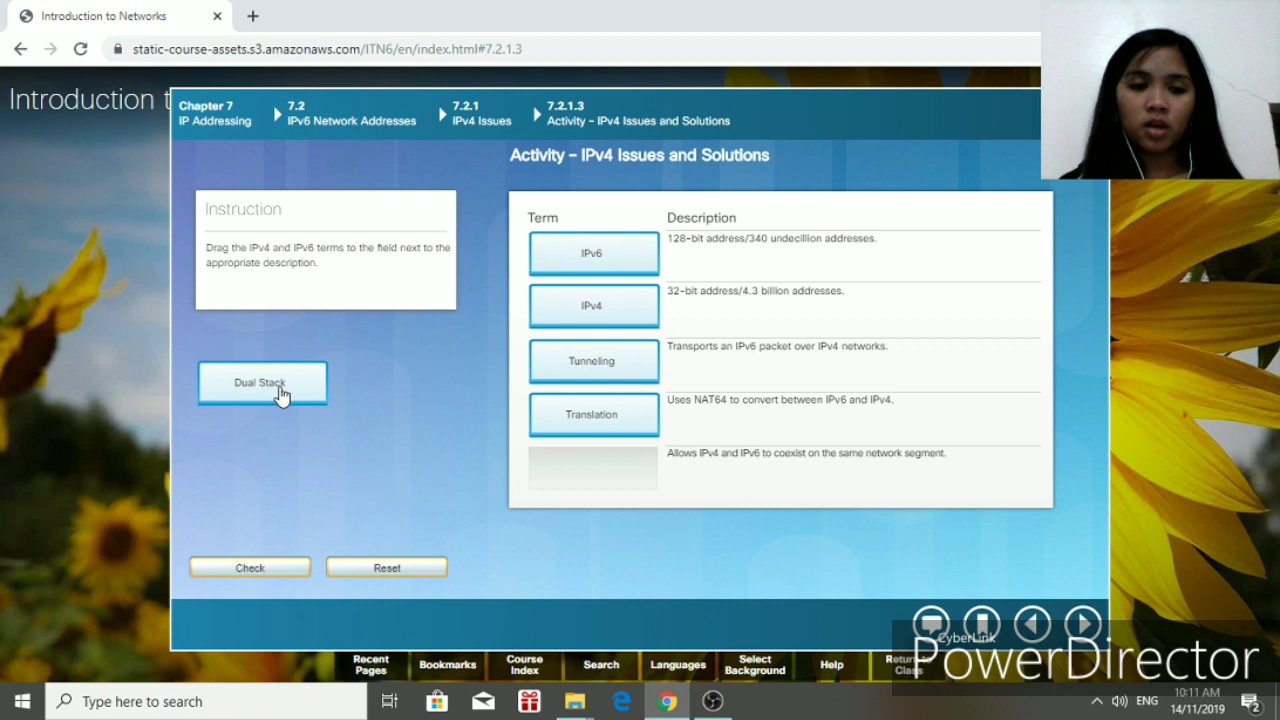 Introduction to Networks
static-course-assets.s3.amazonaws.com/ITN6/en/index.html#7.2.1.3
Introduction t
Chapter 7
IP Addressing
7.2
IPv6 Network Addresses
7.2.1
IPv4 Issues
7.2.1.3
Activity – IPv4 Issues and Solutions
Activity – IPv4 Issues and Solutions
Instruction
Drag the IPv4 and IPv6 terms to the field next to the
appropriate description.
Dual Stack
Term Description
IPv6 128-bit address/340 undecillion addresses.
IPv4 32-bit address/4.3 billion addresses.
Tunneling Transports an IPv6 packet over IPv4 networks.
Translation Uses NAT64 to convert between IPv6 and IPv4.
Allows IPv4 and IPv6 to coexist on the same network segment.
Check Reset
CyberLink
PowerDirector
Recent
Pages
Bookmarks
Course
Index
Search
Languages
Select
Background
Help
Class
Type here to search
ENG
10:11 AM
14/11/2019
2